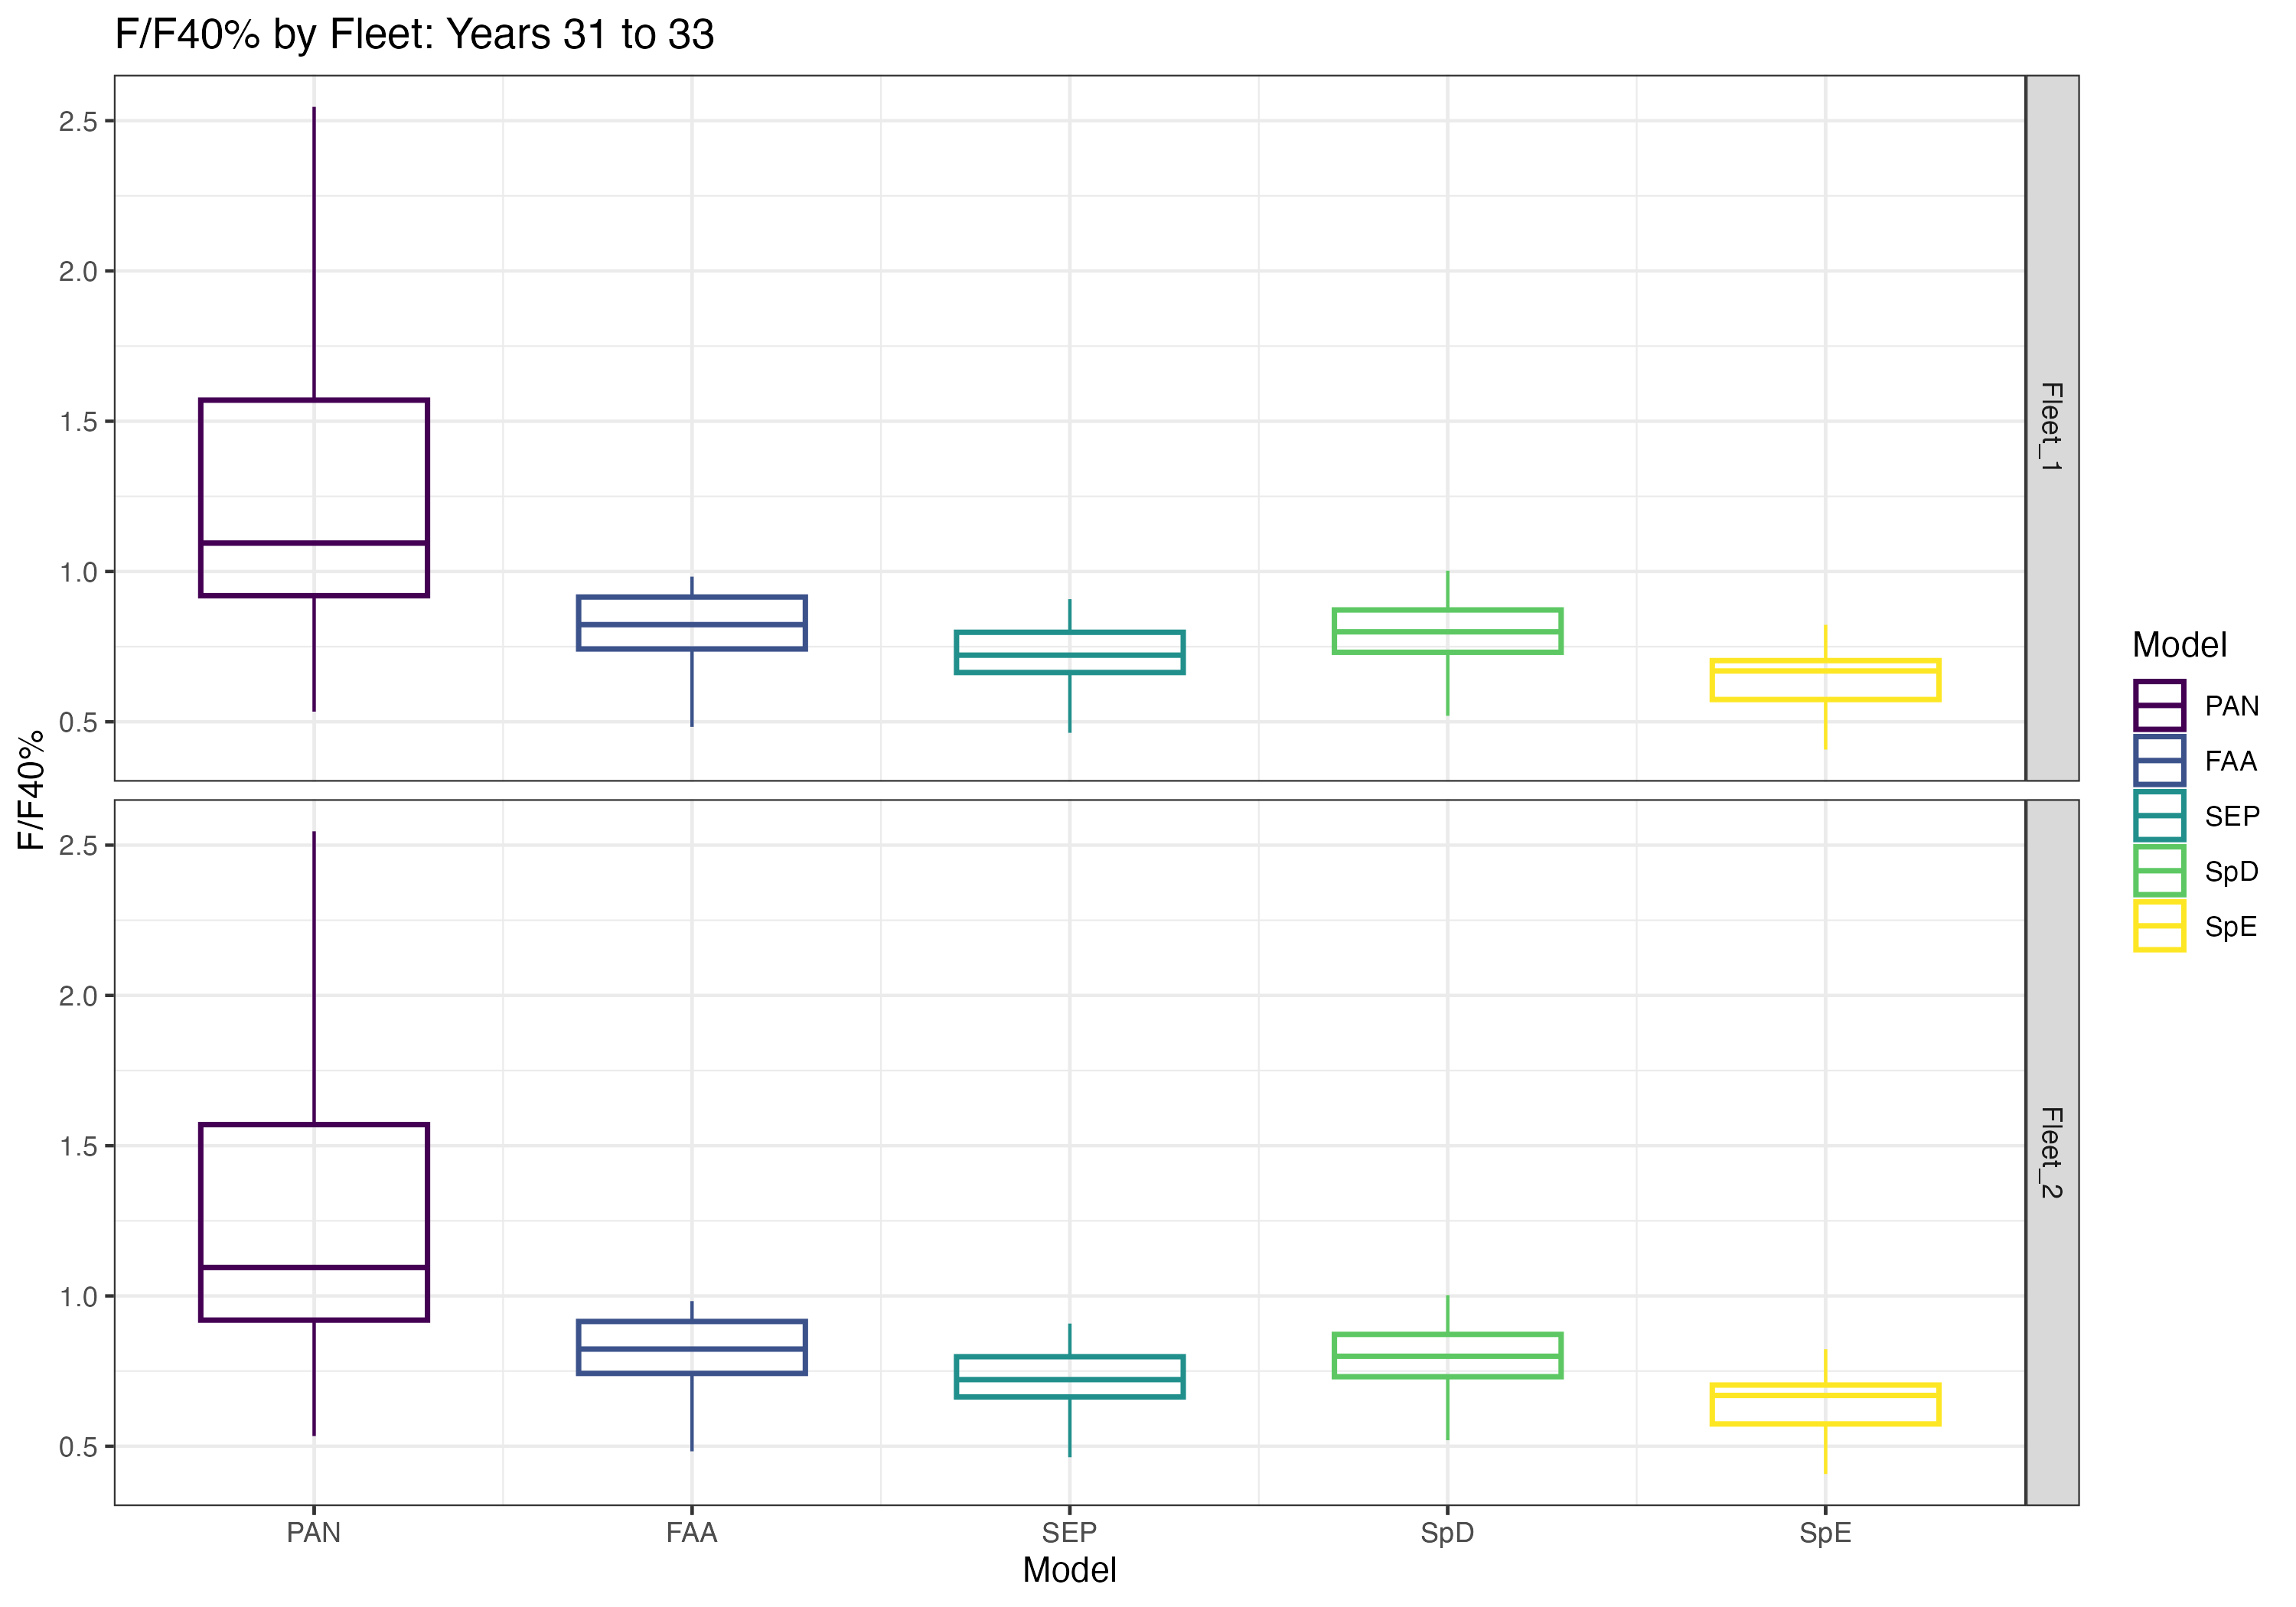 F/F40% by Fleet: Years 31 to 33
F/F40%
2.5
2.0
1.5
1.0
0.5
Fleet_1
2.5
2.0
1.5
1.0
0.5
Fleet_2
PAN FAA SEP SpD SpE
Model
Model
PAN
FAA
SEP
SpD
SpE